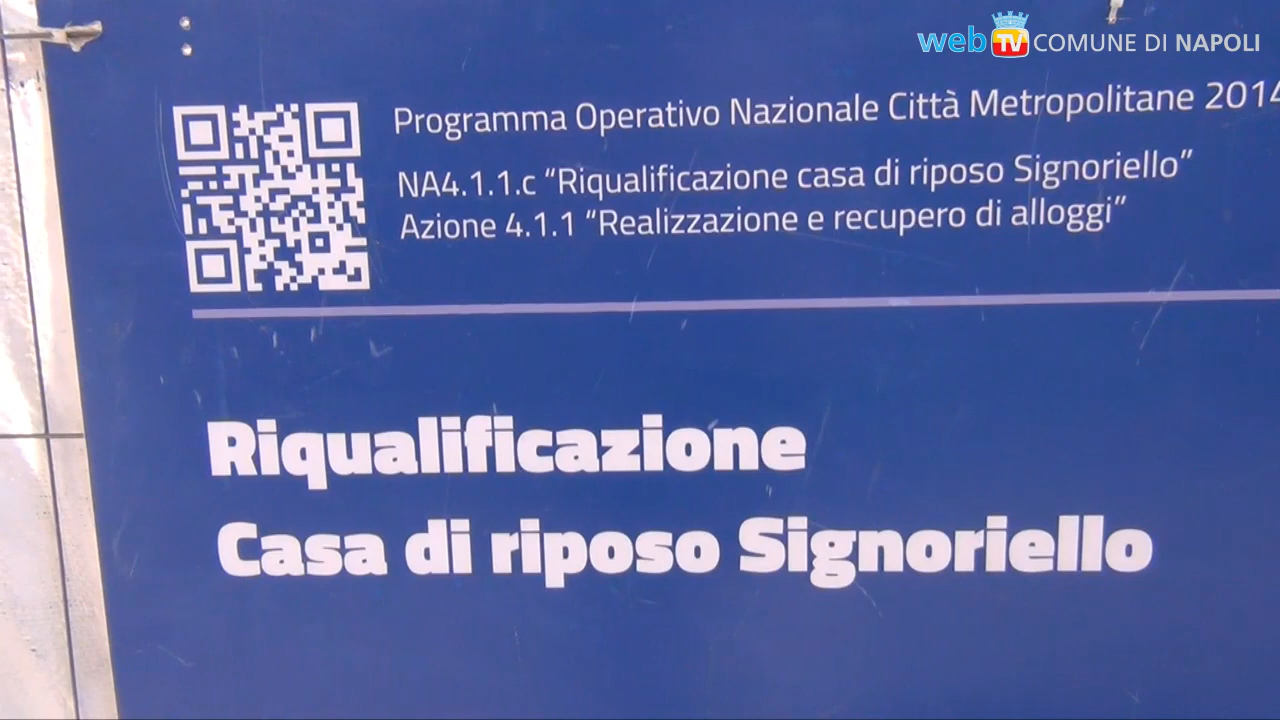 web TV COMUNE DI NAPOLI
Programma Operativo Nazionale Città Metropolitane 2014
NA4.1.1.c “Riqualificazione casa di riposo Signoriello”
Azione 4.1.1 “Realizzazione e recupero di alloggi”
Riqualificazione
Casa di riposo Signoriello